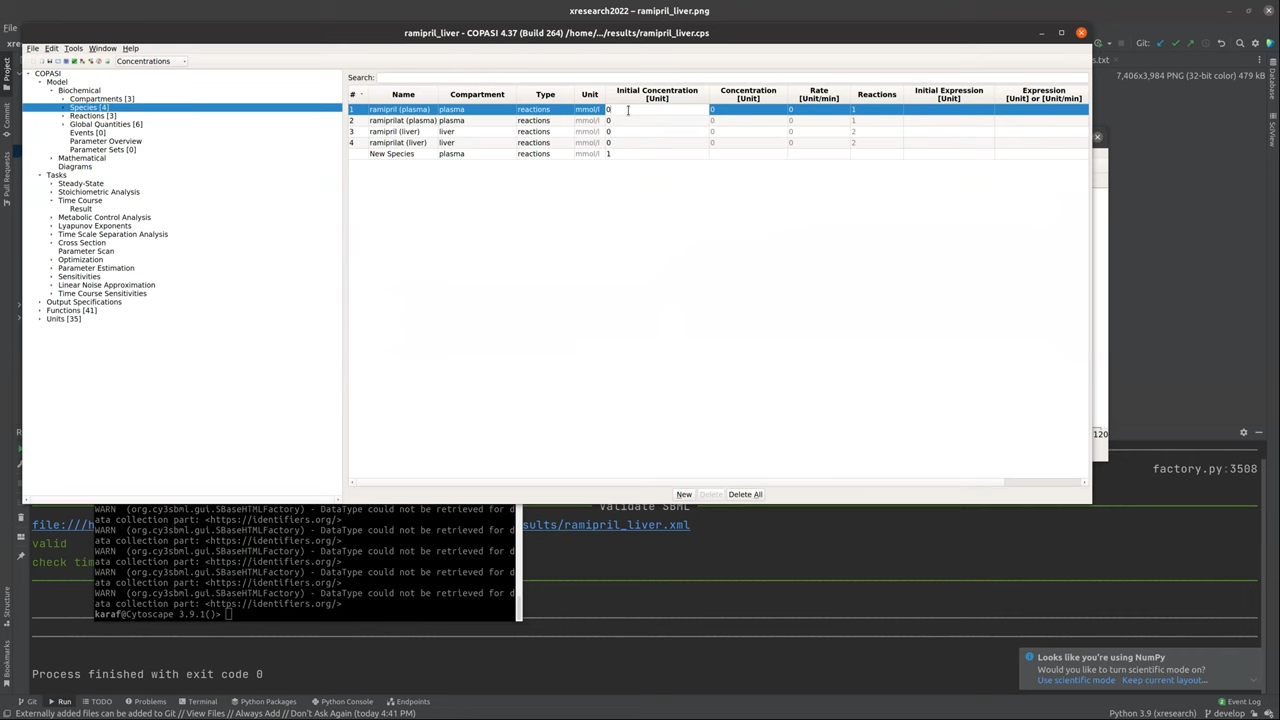 xresearch2022 – ramipril_liver.png
ramipril_liver - COPASI 4.37 (Build 264) /home/.../results/ramipril_liver.cps
File Edit Tools Window Help
Concentrations
Git:
7,406x3,984 PNG (32-bit color) 479 kB
Project
Commit
Pull Requests
Structure
Bookmarks
Database
SciView
COPASI
Model
Biochemical
Compartments [3]
Species [4]
Reactions [3]
Global Quantities [6]
Events [0]
Parameter Overview
Parameter Sets [0]
Mathematical
Diagrams
Tasks
Steady-State
Stoichiometric Analysis
Time Course
Result
Metabolic Control Analysis
Lyapunov Exponents
Time Scale Separation Analysis
Cross Section
Parameter Scan
Optimization
Parameter Estimation
Sensitivities
Linear Noise Approximation
Time Course Sensitivities
Output Specifications
Functions [41]
Units [35]
Search:
# Name Compartment Type Unit Initial Concentration [Unit] Concentration [Unit] Rate [Unit/min] Reactions Initial Expression [Unit] Expression [Unit] or [Unit/min]
1 ramipril (plasma) plasma reactions mmol/l 0 0 0 1
2 ramiprilat (plasma) plasma reactions mmol/l 0 0 0 1
3 ramipril (liver) liver reactions mmol/l 0 0 0 2
4 ramiprilat (liver) liver reactions mmol/l 0 0 0 2
New Species plasma reactions mmol/l 1
New Delete Delete All
120
factory.py:3508
Validate SBML
file:///h
sults/ramipril_liver.xml
valid
check tim
WARN (org.cy3sbml.gui.SBaseHTMLFactory) - DataType could not be retrieved for d
ata collection part: <https://identifiers.org/>
WARN (org.cy3sbml.gui.SBaseHTMLFactory) - DataType could not be retrieved for d
ata collection part: <https://identifiers.org/>
WARN (org.cy3sbml.gui.SBaseHTMLFactory) - DataType could not be retrieved for d
ata collection part: <https://identifiers.org/>
WARN (org.cy3sbml.gui.SBaseHTMLFactory) - DataType could not be retrieved for d
ata collection part: <https://identifiers.org/>
WARN (org.cy3sbml.gui.SBaseHTMLFactory) - DataType could not be retrieved for d
ata collection part: <https://identifiers.org/>
karaf@Cytoscape 3.9.1()>
Process finished with exit code 0
Looks like you're using NumPy
Would you like to turn scientific mode on?
Use scientific mode Keep current layout...
Git Run TODO Problems Terminal Python Packages Python Console Endpoints Event Log
Externally added files can be added to Git // View Files // Always Add // Don't Ask Again (today 4:41 PM) Python 3.9 (xresearch) develop